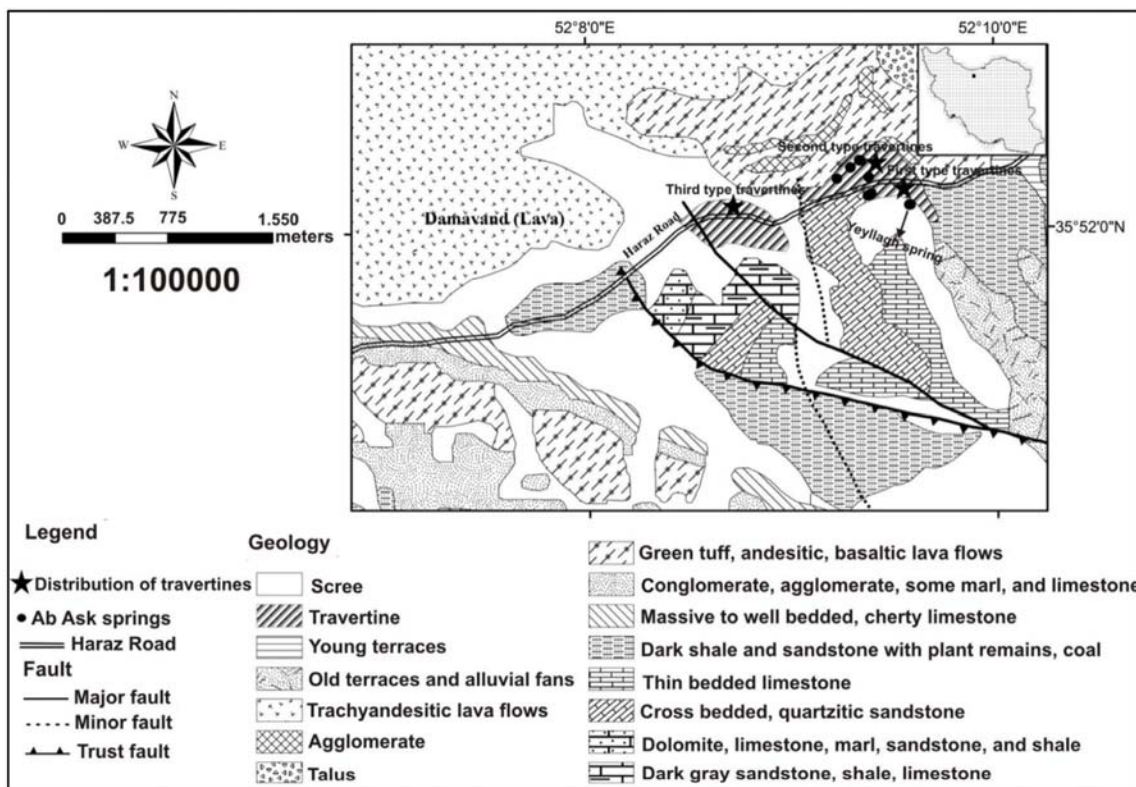 52°8'0"E
52°10'0"E
N
W
E
S
0 387.5 775 1.550
meters
1:100000
Second type travertines
First type travertines
Third type travertines
Damavand (Lava)
Haraz Road
Yeyllagh spring
35°52'0"N
Legend
Distribution of travertines
Ab Ask springs
Haraz Road
Fault
Major fault
Minor fault
Trust fault
Geology
Scree
Travertine
Young terraces
Old terraces and alluvial fans
Trachyandesitic lava flows
Agglomerate
Talus
Green tuff, andesitic, basaltic lava flows
Conglomerate, agglomerate, some marl, and limestone
Massive to well bedded, cherty limestone
Dark shale and sandstone with plant remains, coal
Thin bedded limestone
Cross bedded, quartzitic sandstone
Dolomite, limestone, marl, sandstone, and shale
Dark gray sandstone, shale, limestone